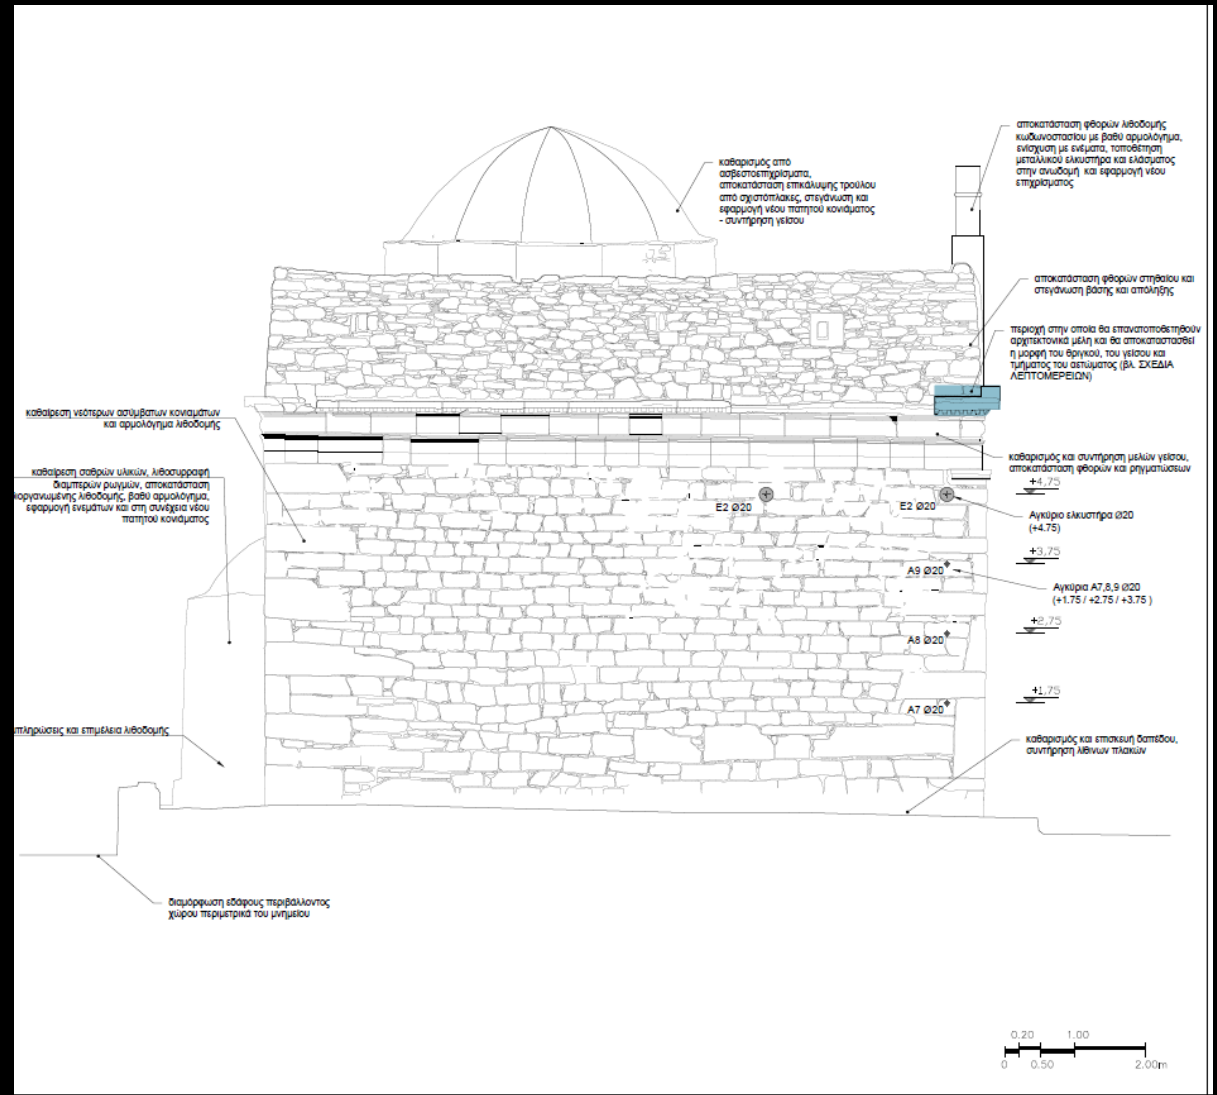 αποκατάσταση φθορών λιθοδομής
κωδωνοστασίου με βαθύ αρμολόγημα,
ενίσχυση με ενέματα, τοποθέτηση
μεταλλικού ελκυστήρα και ελάσματος
στην ανωδομή και εφαρμογή νέου
επιχρίσματος
καθαρισμός από
ασβεστοεπιχρίσματα,
αποκατάσταση επικάλυψης τρούλου
από σχιστόπλακες, στεγάνωση και
εφαρμογή νέου πατητού κονιάματος
- συντήρηση γείσου
αποκατάσταση φθορών στηθαίου και
στεγάνωση βάσης και απόληξης
περιοχή στην οποία θα επανατοποθετηθούν
αρχιτεκτονικά μέλη και θα αποκατασταθεί
η μορφή του θριγκού, του γείσου και
τμήματος του αετώματος (βλ. ΣΧΕΔΙΑ
ΛΕΠΤΟΜΕΡΕΙΩΝ)
καθαίρεση νεότερων ασύμβατων κονιαμάτων
και αρμολόγημα λιθοδομής
καθαίρεση σαθρών υλικών, λιθοσυρραφή
διαμπερών ρωγμών, αποκατάσταση
ιοργανωμένης λιθοδομής, βαθύ αρμολόγημα,
εφαρμογή ενεμάτων και στη συνέχεια νέου
πατητού κονιάματος
καθαρισμός και συντήρηση μελών γείσου,
αποκατάσταση φθορών και ρηγματώσεων
+4,75
E2 Ø20
E2 Ø20
Αγκύριο ελκυστήρα Ø20
(+4.75)
+3,75
A9 Ø20
Αγκύρια Α7,8,9 Ø20
(+1.75 / +2.75 / +3.75 )
+2,75
A8 Ø20
+1,75
A7 Ø20
πληρώσεις και επιμέλεια λιθοδομής
καθαρισμός και επισκευή δαπέδου,
συντήρηση λίθινων πλακών
διαμόρφωση εδάφους περιβάλλοντος
χώρου περιμετρικά του μνημείου
0.20 1.00
0 0.50 2.00m